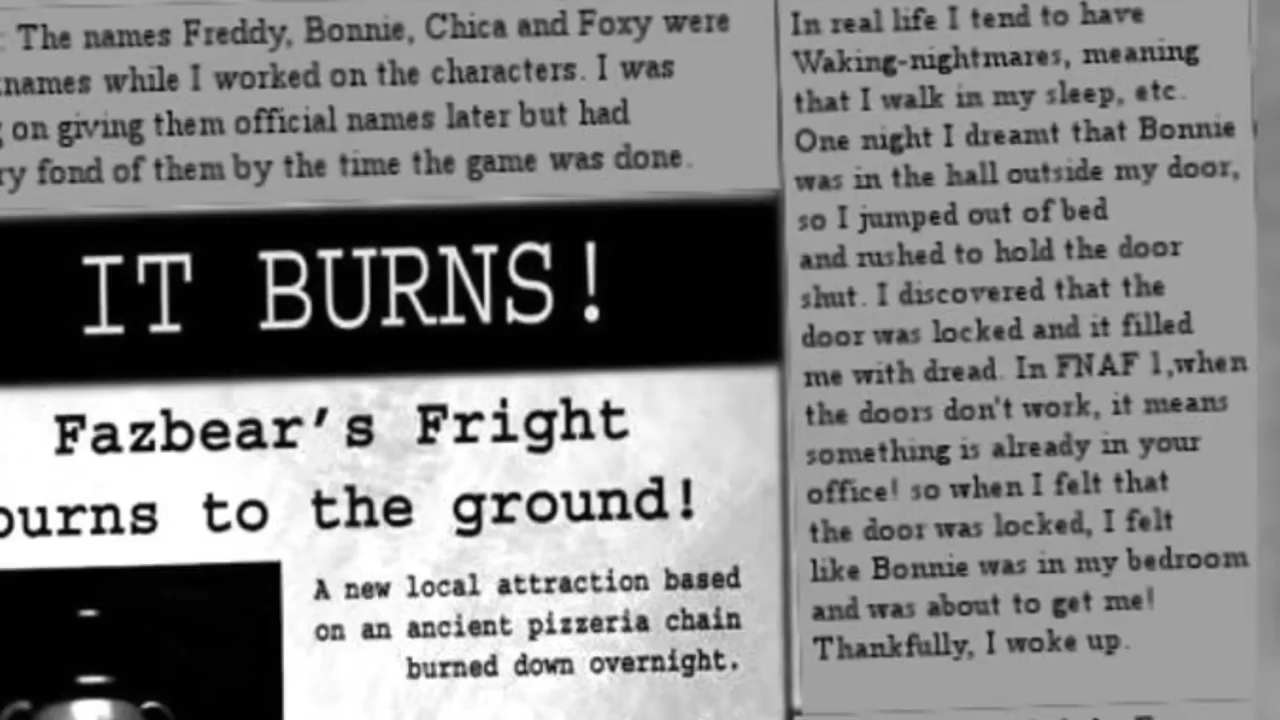 : The names Freddy, Bonnie, Chica and Foxy were
names while I worked on the characters. I was
on giving them official names later but had
ry fond of them by the time the game was done.
IT BURNS!
Fazbear's Fright
burns to the ground!
A new local attraction based
on an ancient pizzeria chain
burned down overnight.
In real life I tend to have
Waking-nightmares, meaning
that I walk in my sleep, etc.
One night I dreamt that Bonnie
was in the hall outside my door,
so I jumped out of bed
and rushed to hold the door
shut. I discovered that the
door was locked and it filled
me with dread. In FNAF 1,when
the doors don't work, it means
something is already in your
office! so when I felt that
the door was locked, I felt
like Bonnie was in my bedroom
and was about to get me!
Thankfully, I woke up.